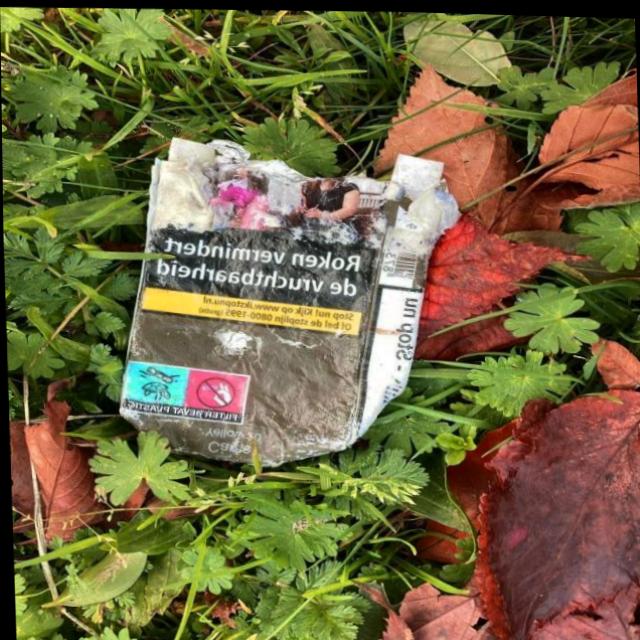 Roken vermindert
de vruchtbaarheid
Stop nu! Kijk op www.ikstopnu.nl
Of bel de stoplijn 0800-1995 (gratis)
FILTER BEVAT PLASTIC
Stop nu